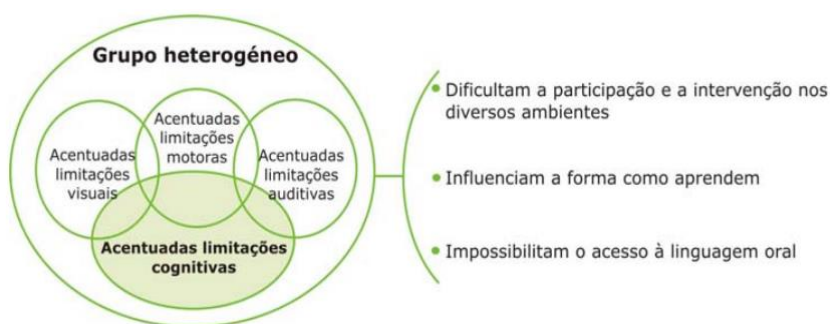 Grupo heterogéneo
Acentuadas
limitações
visuais
Acentuadas
limitações
motoras
Acentuadas
limitações
auditivas
Acentuadas limitações
cognitivas
• Dificultam a participação e a intervenção nos
diversos ambientes
• Influenciam a forma como aprendem
• Impossibilitam o acesso à linguagem oral